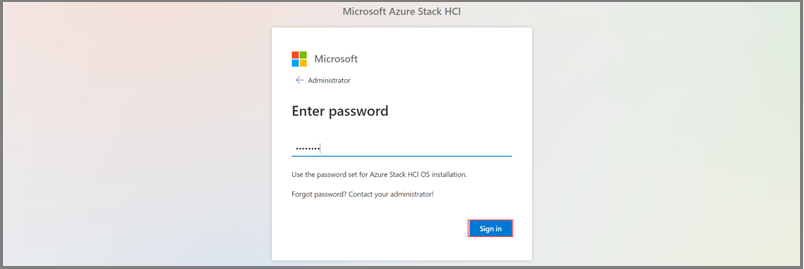 Microsoft Azure Stack HCI
Microsoft
← Administrator
Enter password
••••••••
Use the password set for Azure Stack HCI OS installation.
Forgot password? Contact your administrator!
Sign in